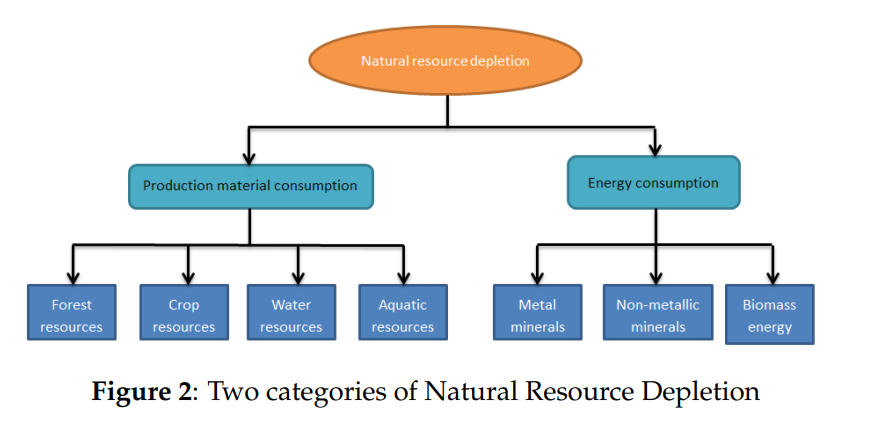 Natural resource depletion
Production material consumption
Energy consumption
Forest
resources
Crop
resources
Water
resources
Aquatic
resources
Metal
minerals
Non-metallic
minerals
Biomass
energy
Figure 2: Two categories of Natural Resource Depletion